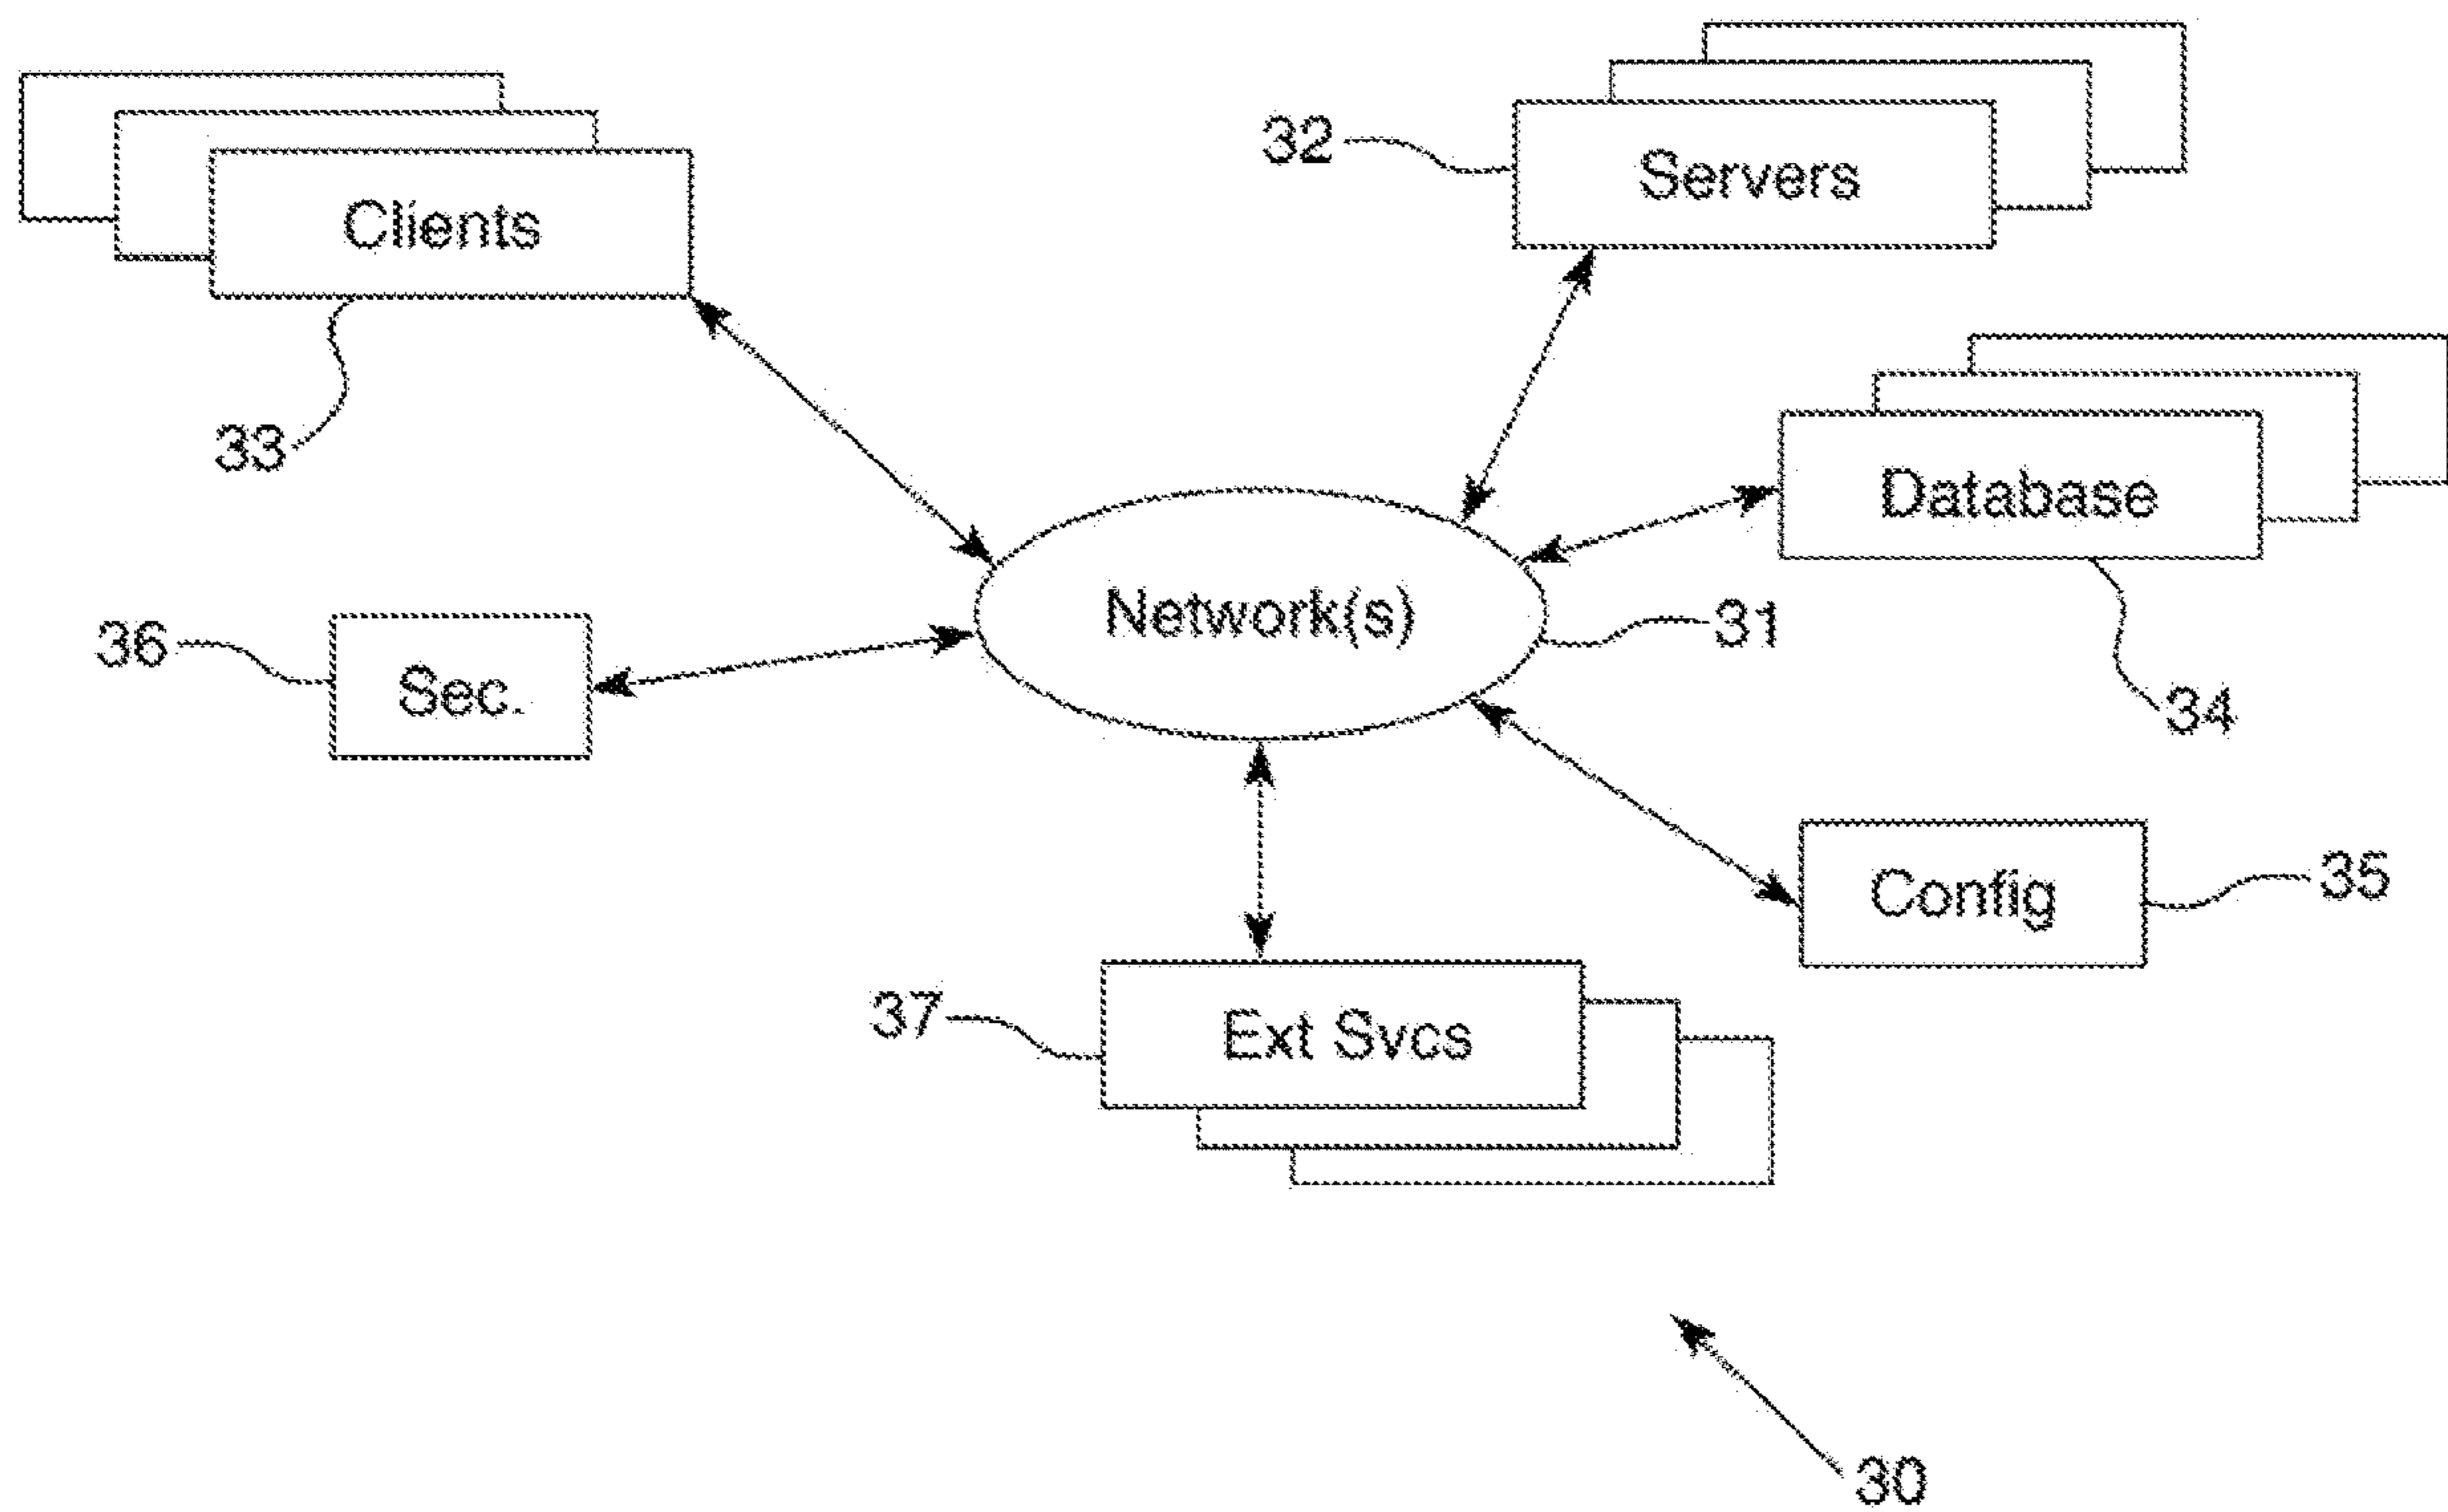 32
Servers
Clients
33
Database
Network(s)
31
36
Sec.
34
Config
35
37
Ext Svcs
30